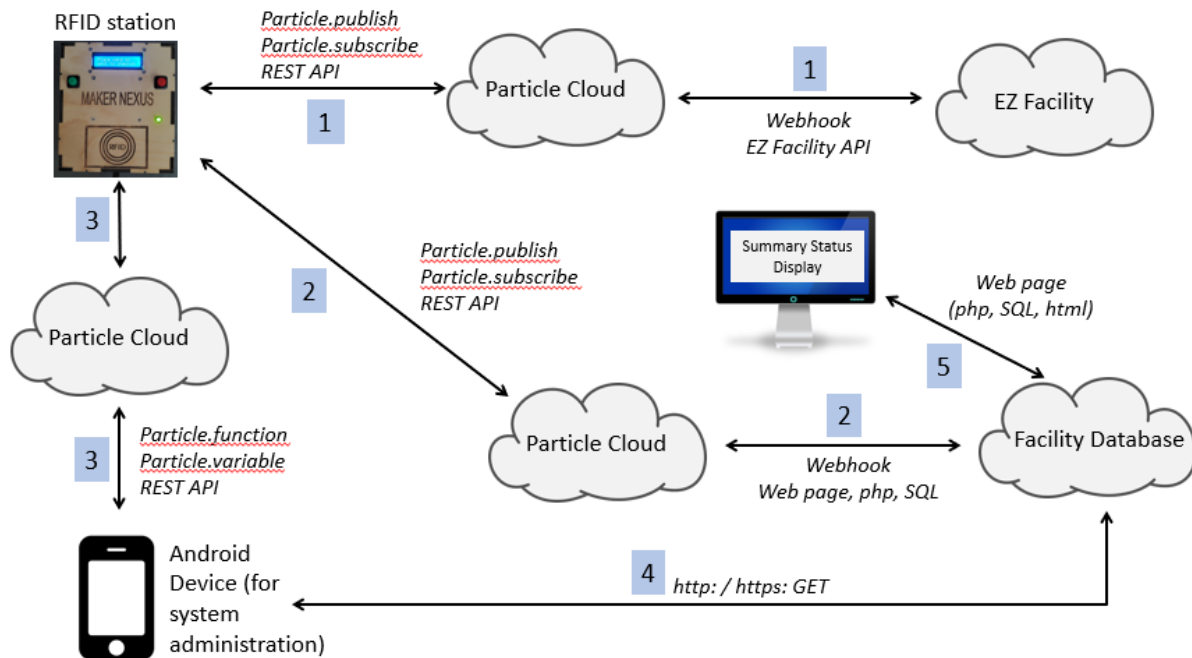 RFID station
MAKER NEXUS
RFID
Particle.publish
Particle.subscribe
REST API
1
Particle Cloud
1
Webhook
EZ Facility API
EZ Facility
3
2
Particle.publish
Particle.subscribe
REST API
Summary Status
Display
Web page
(php, SQL, html)
5
Particle Cloud
3
Particle.function
Particle.variable
REST API
Particle Cloud
2
Webhook
Web page, php, SQL
Facility Database
Android
Device (for
system
administration)
4
http: / https: GET